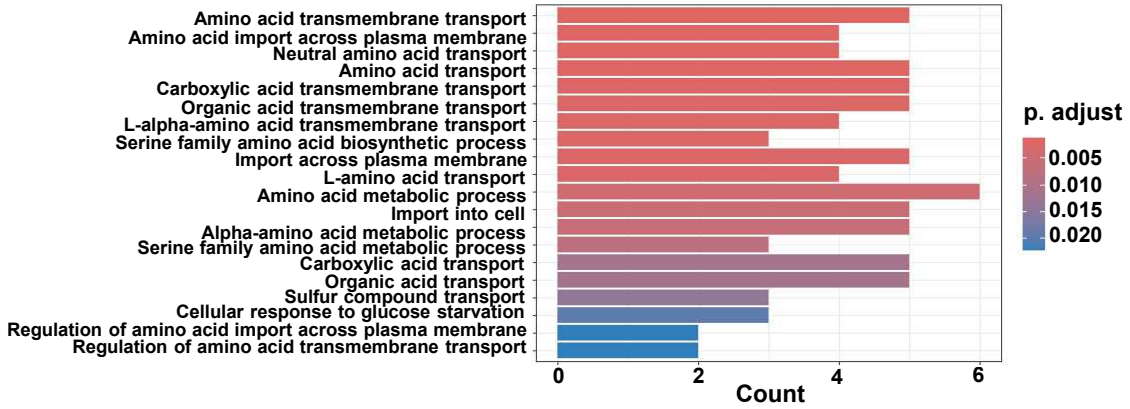 Amino acid transmembrane transport
Amino acid import across plasma membrane
Neutral amino acid transport
Amino acid transport
Carboxylic acid transmembrane transport
Organic acid transmembrane transport
L-alpha-amino acid transmembrane transport
Serine family amino acid biosynthetic process
Import across plasma membrane
L-amino acid transport
Amino acid metabolic process
Import into cell
Alpha-amino acid metabolic process
Serine family amino acid metabolic process
Carboxylic acid transport
Organic acid transport
Sulfur compound transport
Cellular response to glucose starvation
Regulation of amino acid import across plasma membrane
Regulation of amino acid transmembrane transport
0 2 4 6
Count
p. adjust
0.005
0.010
0.015
0.020